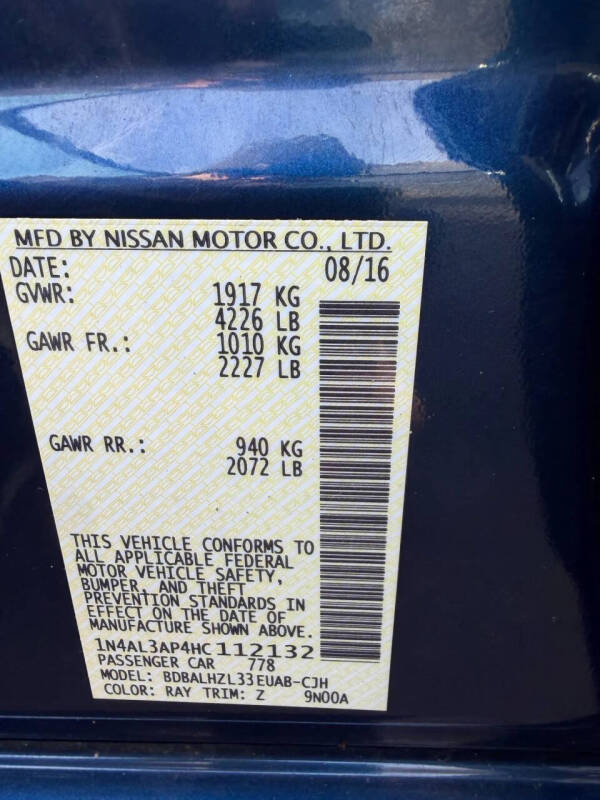 MFD BY NISSAN MOTOR CO., LTD.
DATE: 08/16
GVWR: 1917 KG
4226 LB
GAWR FR.: 1010 KG
2227 LB
GAWR RR.: 940 KG
2072 LB
THIS VEHICLE CONFORMS TO
ALL APPLICABLE FEDERAL
MOTOR VEHICLE SAFETY,
BUMPER, AND THEFT
PREVENTION STANDARDS IN
EFFECT ON THE DATE OF
MANUFACTURE SHOWN ABOVE.
1N4AL3AP4HC112132
PASSENGER CAR 778
MODEL: BDBALHZL33EUAB-CJH
COLOR: RAY TRIM: Z 9N00A